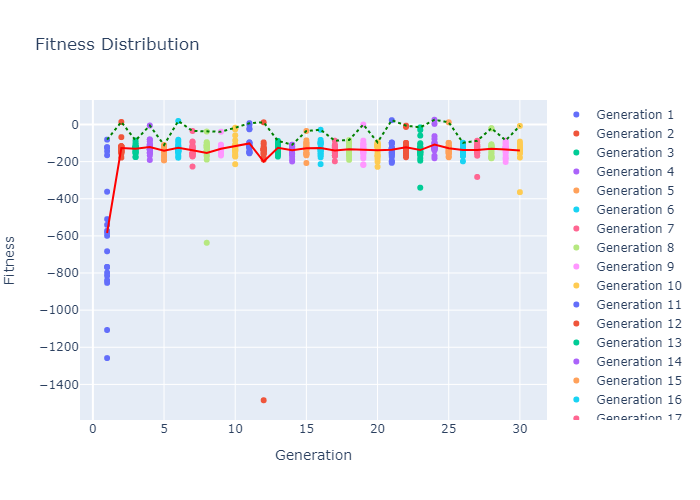 Fitness Distribution
Fitness
0
−200
−400
−600
−800
−1000
−1200
−1400
0
5
10
15
20
25
30
Generation
Generation 1
Generation 2
Generation 3
Generation 4
Generation 5
Generation 6
Generation 7
Generation 8
Generation 9
Generation 10
Generation 11
Generation 12
Generation 13
Generation 14
Generation 15
Generation 16
Generation 17